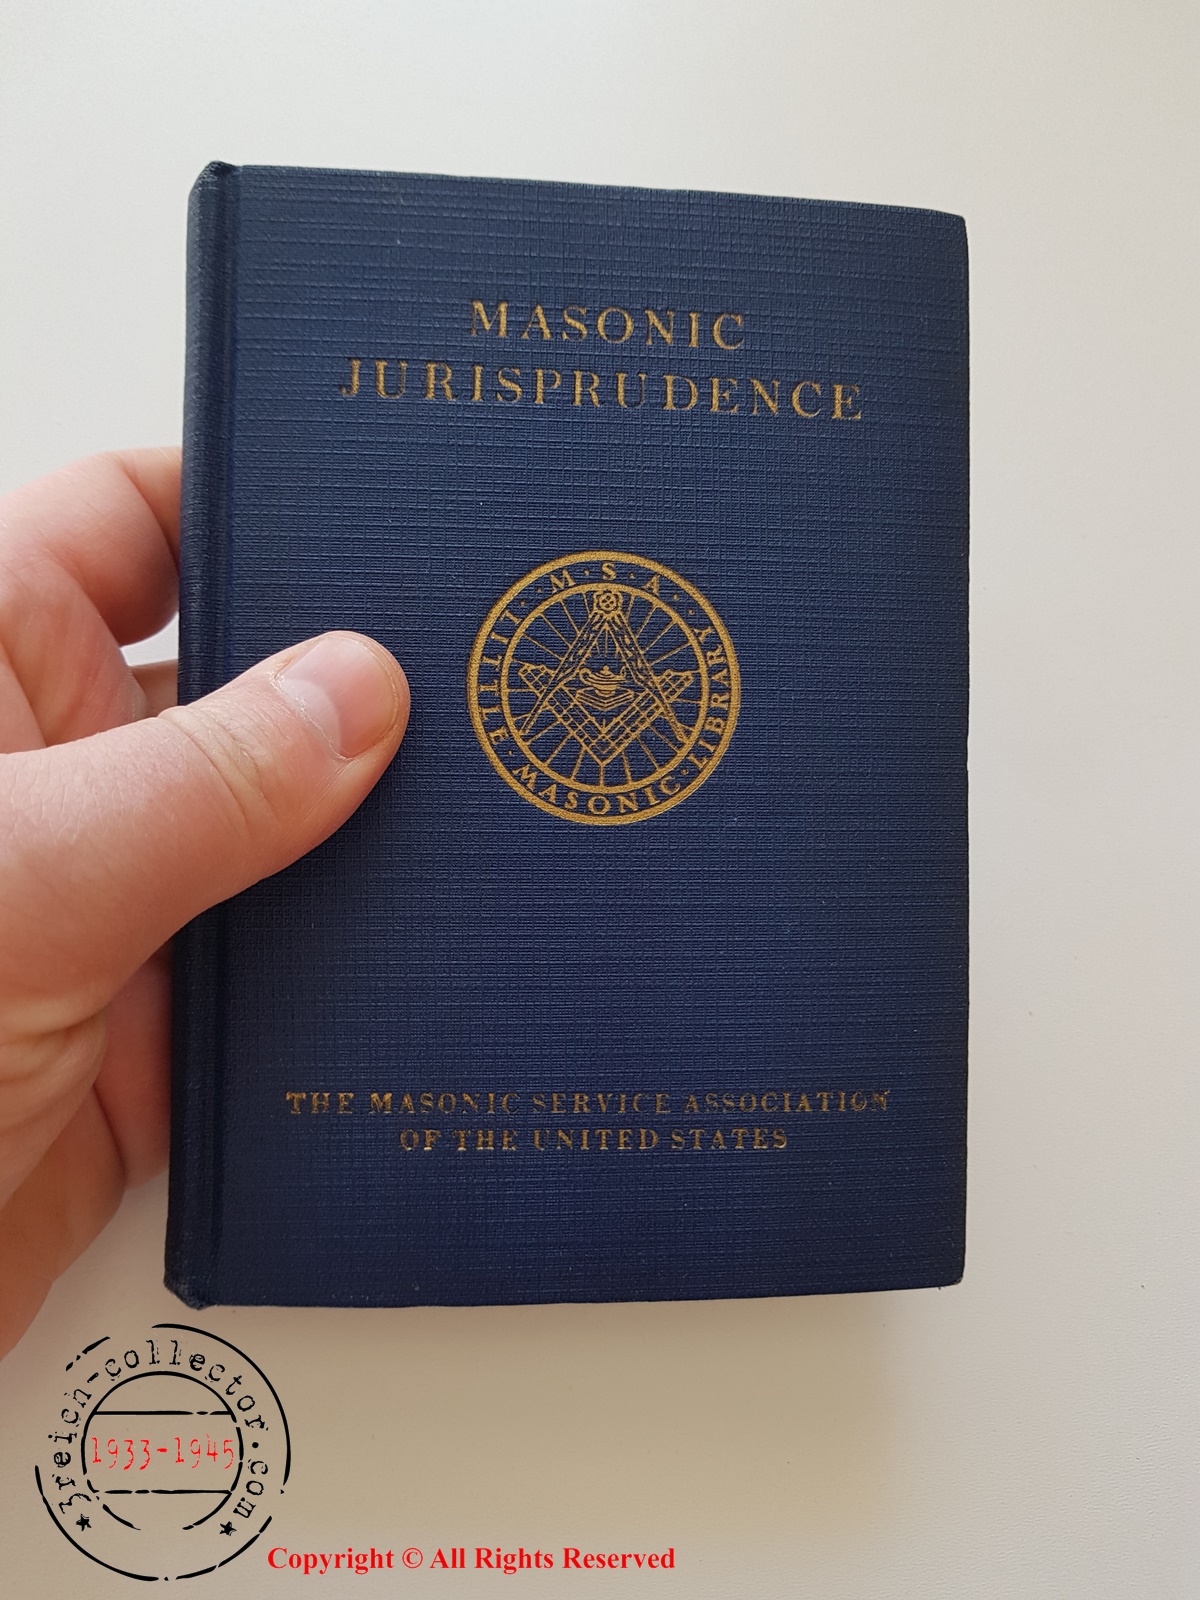 MASONIC
JURISPRUDENCE
M·S·A·
LITTLE·MASONIC·LIBRARY
THE MASONIC SERVICE ASSOCIATION
OF THE UNITED STATES
3reich-collector.com
1933-1945
Copyright © All Rights Reserved